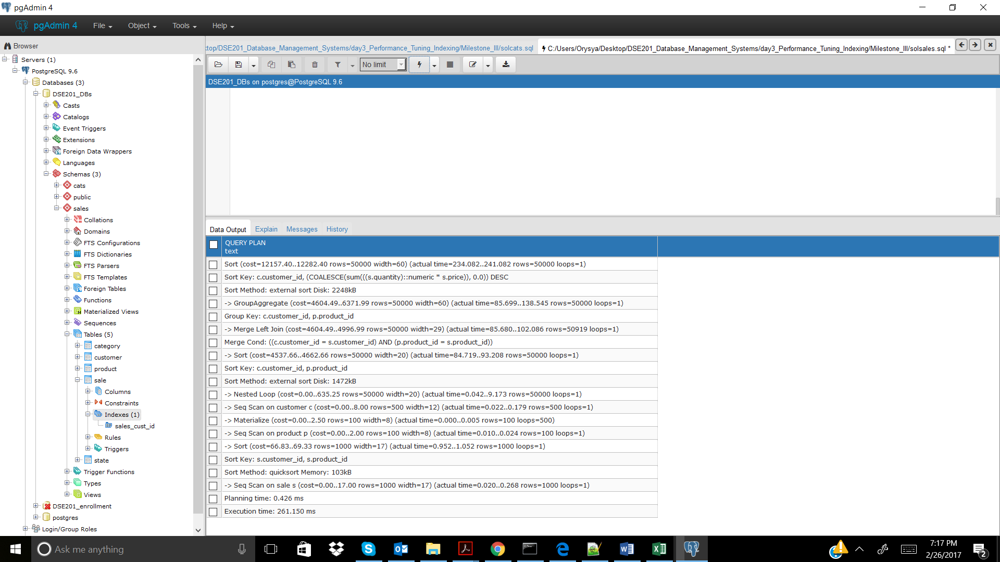 pgAdmin 4
pgAdmin 4
File
Object
Tools
Help
Browser
Servers (1)
PostgreSQL 9.6
Databases (3)
DSE201_DBs
Casts
Catalogs
Event Triggers
Extensions
Foreign Data Wrappers
Languages
Schemas (3)
cats
public
sales
Collations
Domains
FTS Configurations
FTS Dictionaries
FTS Parsers
FTS Templates
Foreign Tables
Functions
Materialized Views
Sequences
Tables (5)
category
customer
product
sale
Columns
Constraints
Indexes (1)
sales_cust_id
Rules
Triggers
state
Trigger Functions
Types
Views
DSE201_enrollment
postgres
Login/Group Roles
ctop/DSE201_Database_Management_Systems/day3_Performance_Tuning_Indexing/Milestone_III/solcats.sql
C:/Users/Orysya/Desktop/DSE201_Database_Management_Systems/day3_Performance_Tuning_Indexing/Milestone_III/solsales.sql *
No limit
DSE201_DBs on postgres@PostgreSQL 9.6
Data Output
Explain
Messages
History
QUERY PLAN
text
Sort (cost=12157.40..12282.40 rows=50000 width=60) (actual time=234.082..241.082 rows=50000 loops=1)
Sort Key: c.customer_id, (COALESCE(sum(((s.quantity)::numeric * s.price)), 0.0)) DESC
Sort Method: external sort Disk: 2248kB
-> GroupAggregate (cost=4604.49..6371.99 rows=50000 width=60) (actual time=85.699..138.545 rows=50000 loops=1)
Group Key: c.customer_id, p.product_id
-> Merge Left Join (cost=4604.49..4996.99 rows=50000 width=29) (actual time=85.680..102.086 rows=50919 loops=1)
Merge Cond: ((c.customer_id = s.customer_id) AND (p.product_id = s.product_id))
-> Sort (cost=4537.66..4662.66 rows=50000 width=20) (actual time=84.719..93.208 rows=50000 loops=1)
Sort Key: c.customer_id, p.product_id
Sort Method: external sort Disk: 1472kB
-> Nested Loop (cost=0.00..635.25 rows=50000 width=20) (actual time=0.042..9.173 rows=50000 loops=1)
-> Seq Scan on customer c (cost=0.00..8.00 rows=500 width=12) (actual time=0.022..0.179 rows=500 loops=1)
-> Materialize (cost=0.00..2.50 rows=100 width=8) (actual time=0.000..0.005 rows=100 loops=500)
-> Seq Scan on product p (cost=0.00..2.00 rows=100 width=8) (actual time=0.010..0.024 rows=100 loops=1)
-> Sort (cost=66.83..69.33 rows=1000 width=17) (actual time=0.952..1.052 rows=1000 loops=1)
Sort Key: s.customer_id, s.product_id
Sort Method: quicksort Memory: 103kB
-> Seq Scan on sale s (cost=0.00..17.00 rows=1000 width=17) (actual time=0.020..0.268 rows=1000 loops=1)
Planning time: 0.426 ms
Execution time: 261.150 ms
Ask me anything
7:17 PM
2/26/2017
2